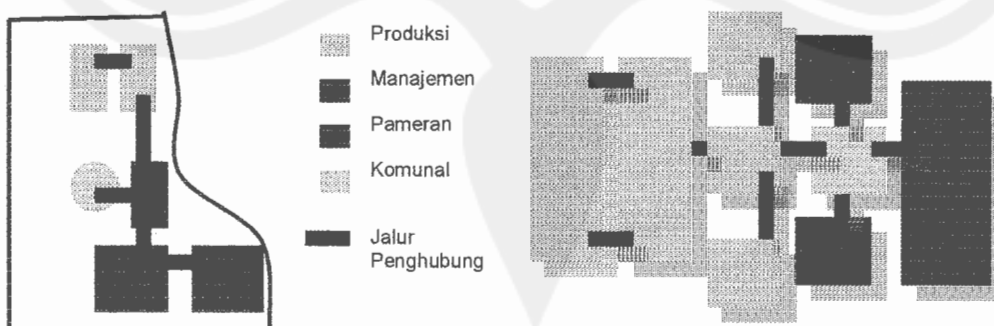 Produksi
Manajemen
Pameran
Komunal
Jalur
Penghubung